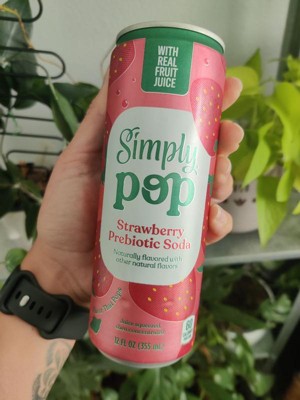 WITH
REAL
FRUIT
JUICE
Simply
pop
Strawberry
Prebiotic Soda
Naturally flavored with
other natural flavors
12 FL OZ (355 mL)
60